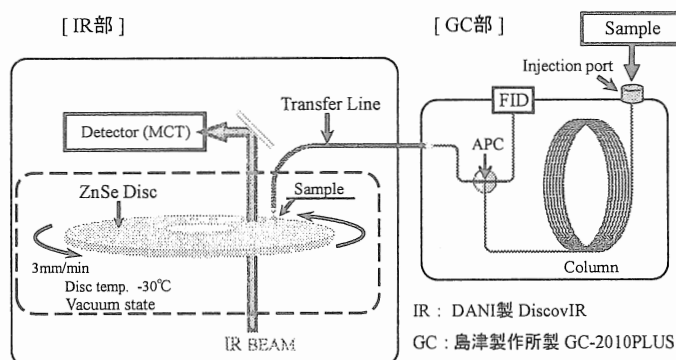 [ IR部 ]
[ GC部 ]
Sample
Injection port
FID
Transfer Line
Detector (MCT)
APC
ZnSe Disc
Sample
3mm/min
Disc temp. -30℃
Vacuum state
Column
IR BEAM
IR : DANI製 DiscovIR
GC : 島津製作所製 GC-2010PLUS